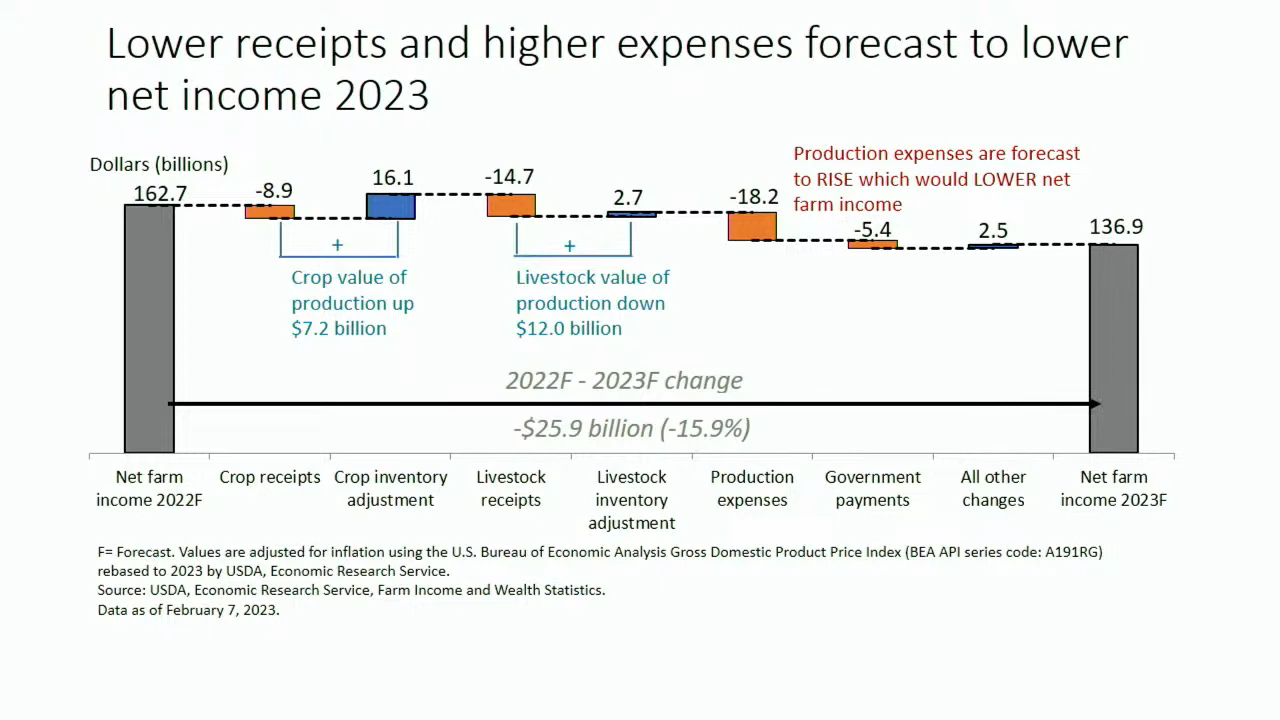 Lower receipts and higher expenses forecast to lower
net income 2023
Dollars (billions)
162.7
-8.9
16.1
-14.7
2.7
-18.2
-5.4
2.5
136.9
Production expenses are forecast
to RISE which would LOWER net
farm income
+
+
Crop value of
production up
$7.2 billion
Livestock value of
production down
$12.0 billion
2022F - 2023F change
-$25.9 billion (-15.9%)
Net farm
income 2022F
Crop receipts
Crop inventory
adjustment
Livestock
receipts
Livestock
inventory
adjustment
Production
expenses
Government
payments
All other
changes
Net farm
income 2023F
F= Forecast. Values are adjusted for inflation using the U.S. Bureau of Economic Analysis Gross Domestic Product Price Index (BEA API series code: A191RG)
rebased to 2023 by USDA, Economic Research Service.
Source: USDA, Economic Research Service, Farm Income and Wealth Statistics.
Data as of February 7, 2023.